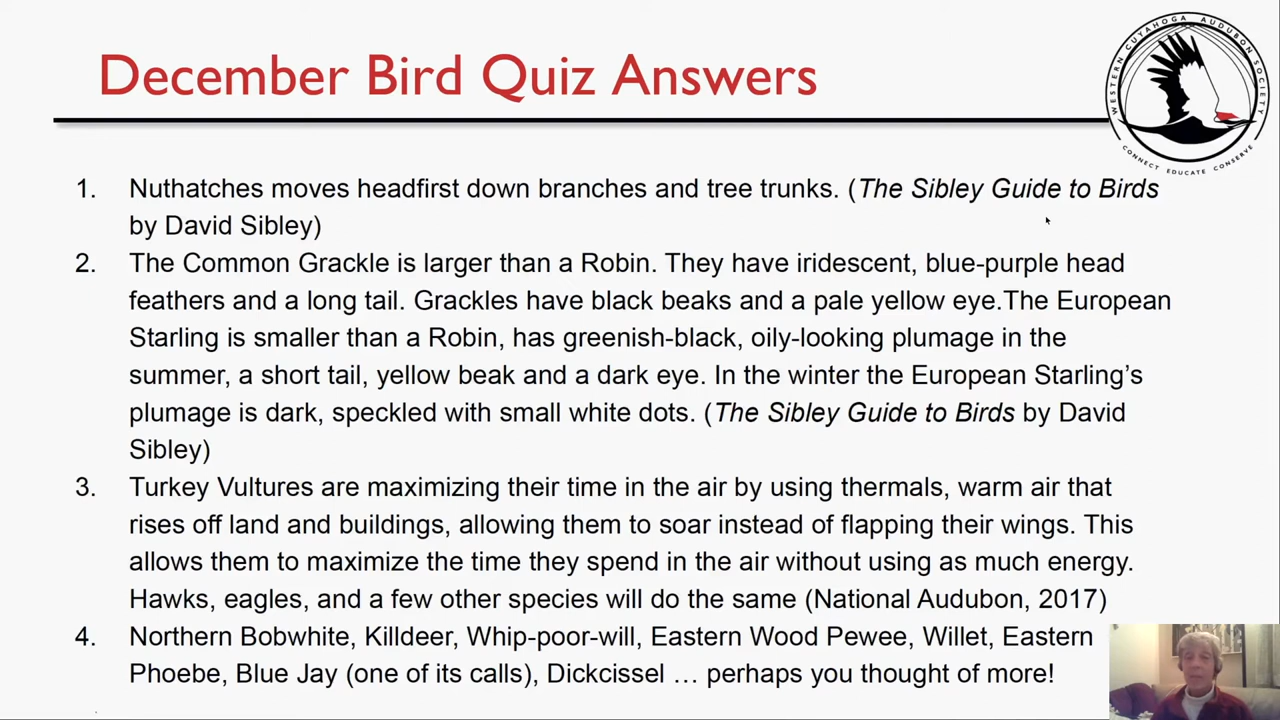 December Bird Quiz Answers
WESTERN CUYAHOGA AUDUBON SOCIETY
CONNECT EDUCATE CONSERVE
1. Nuthatches moves headfirst down branches and tree trunks. (The Sibley Guide to Birds
by David Sibley)
2. The Common Grackle is larger than a Robin. They have iridescent, blue-purple head
feathers and a long tail. Grackles have black beaks and a pale yellow eye.The European
Starling is smaller than a Robin, has greenish-black, oily-looking plumage in the
summer, a short tail, yellow beak and a dark eye. In the winter the European Starling’s
plumage is dark, speckled with small white dots. (The Sibley Guide to Birds by David
Sibley)
3. Turkey Vultures are maximizing their time in the air by using thermals, warm air that
rises off land and buildings, allowing them to soar instead of flapping their wings. This
allows them to maximize the time they spend in the air without using as much energy.
Hawks, eagles, and a few other species will do the same (National Audubon, 2017)
4. Northern Bobwhite, Killdeer, Whip-poor-will, Eastern Wood Pewee, Willet, Eastern
Phoebe, Blue Jay (one of its calls), Dickcissel … perhaps you thought of more!